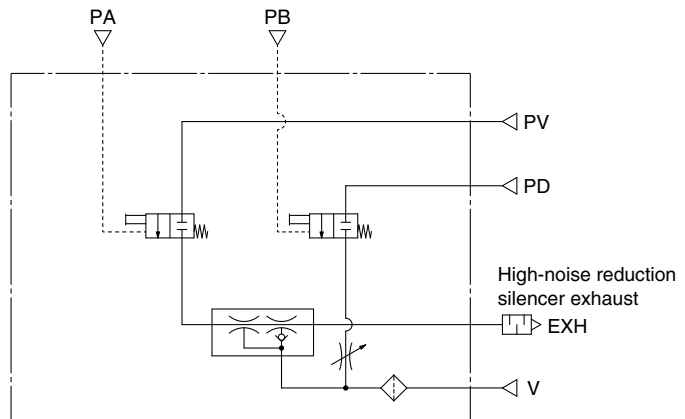 PA
PB
PV
PD
High-noise reduction
silencer exhaust
EXH
V